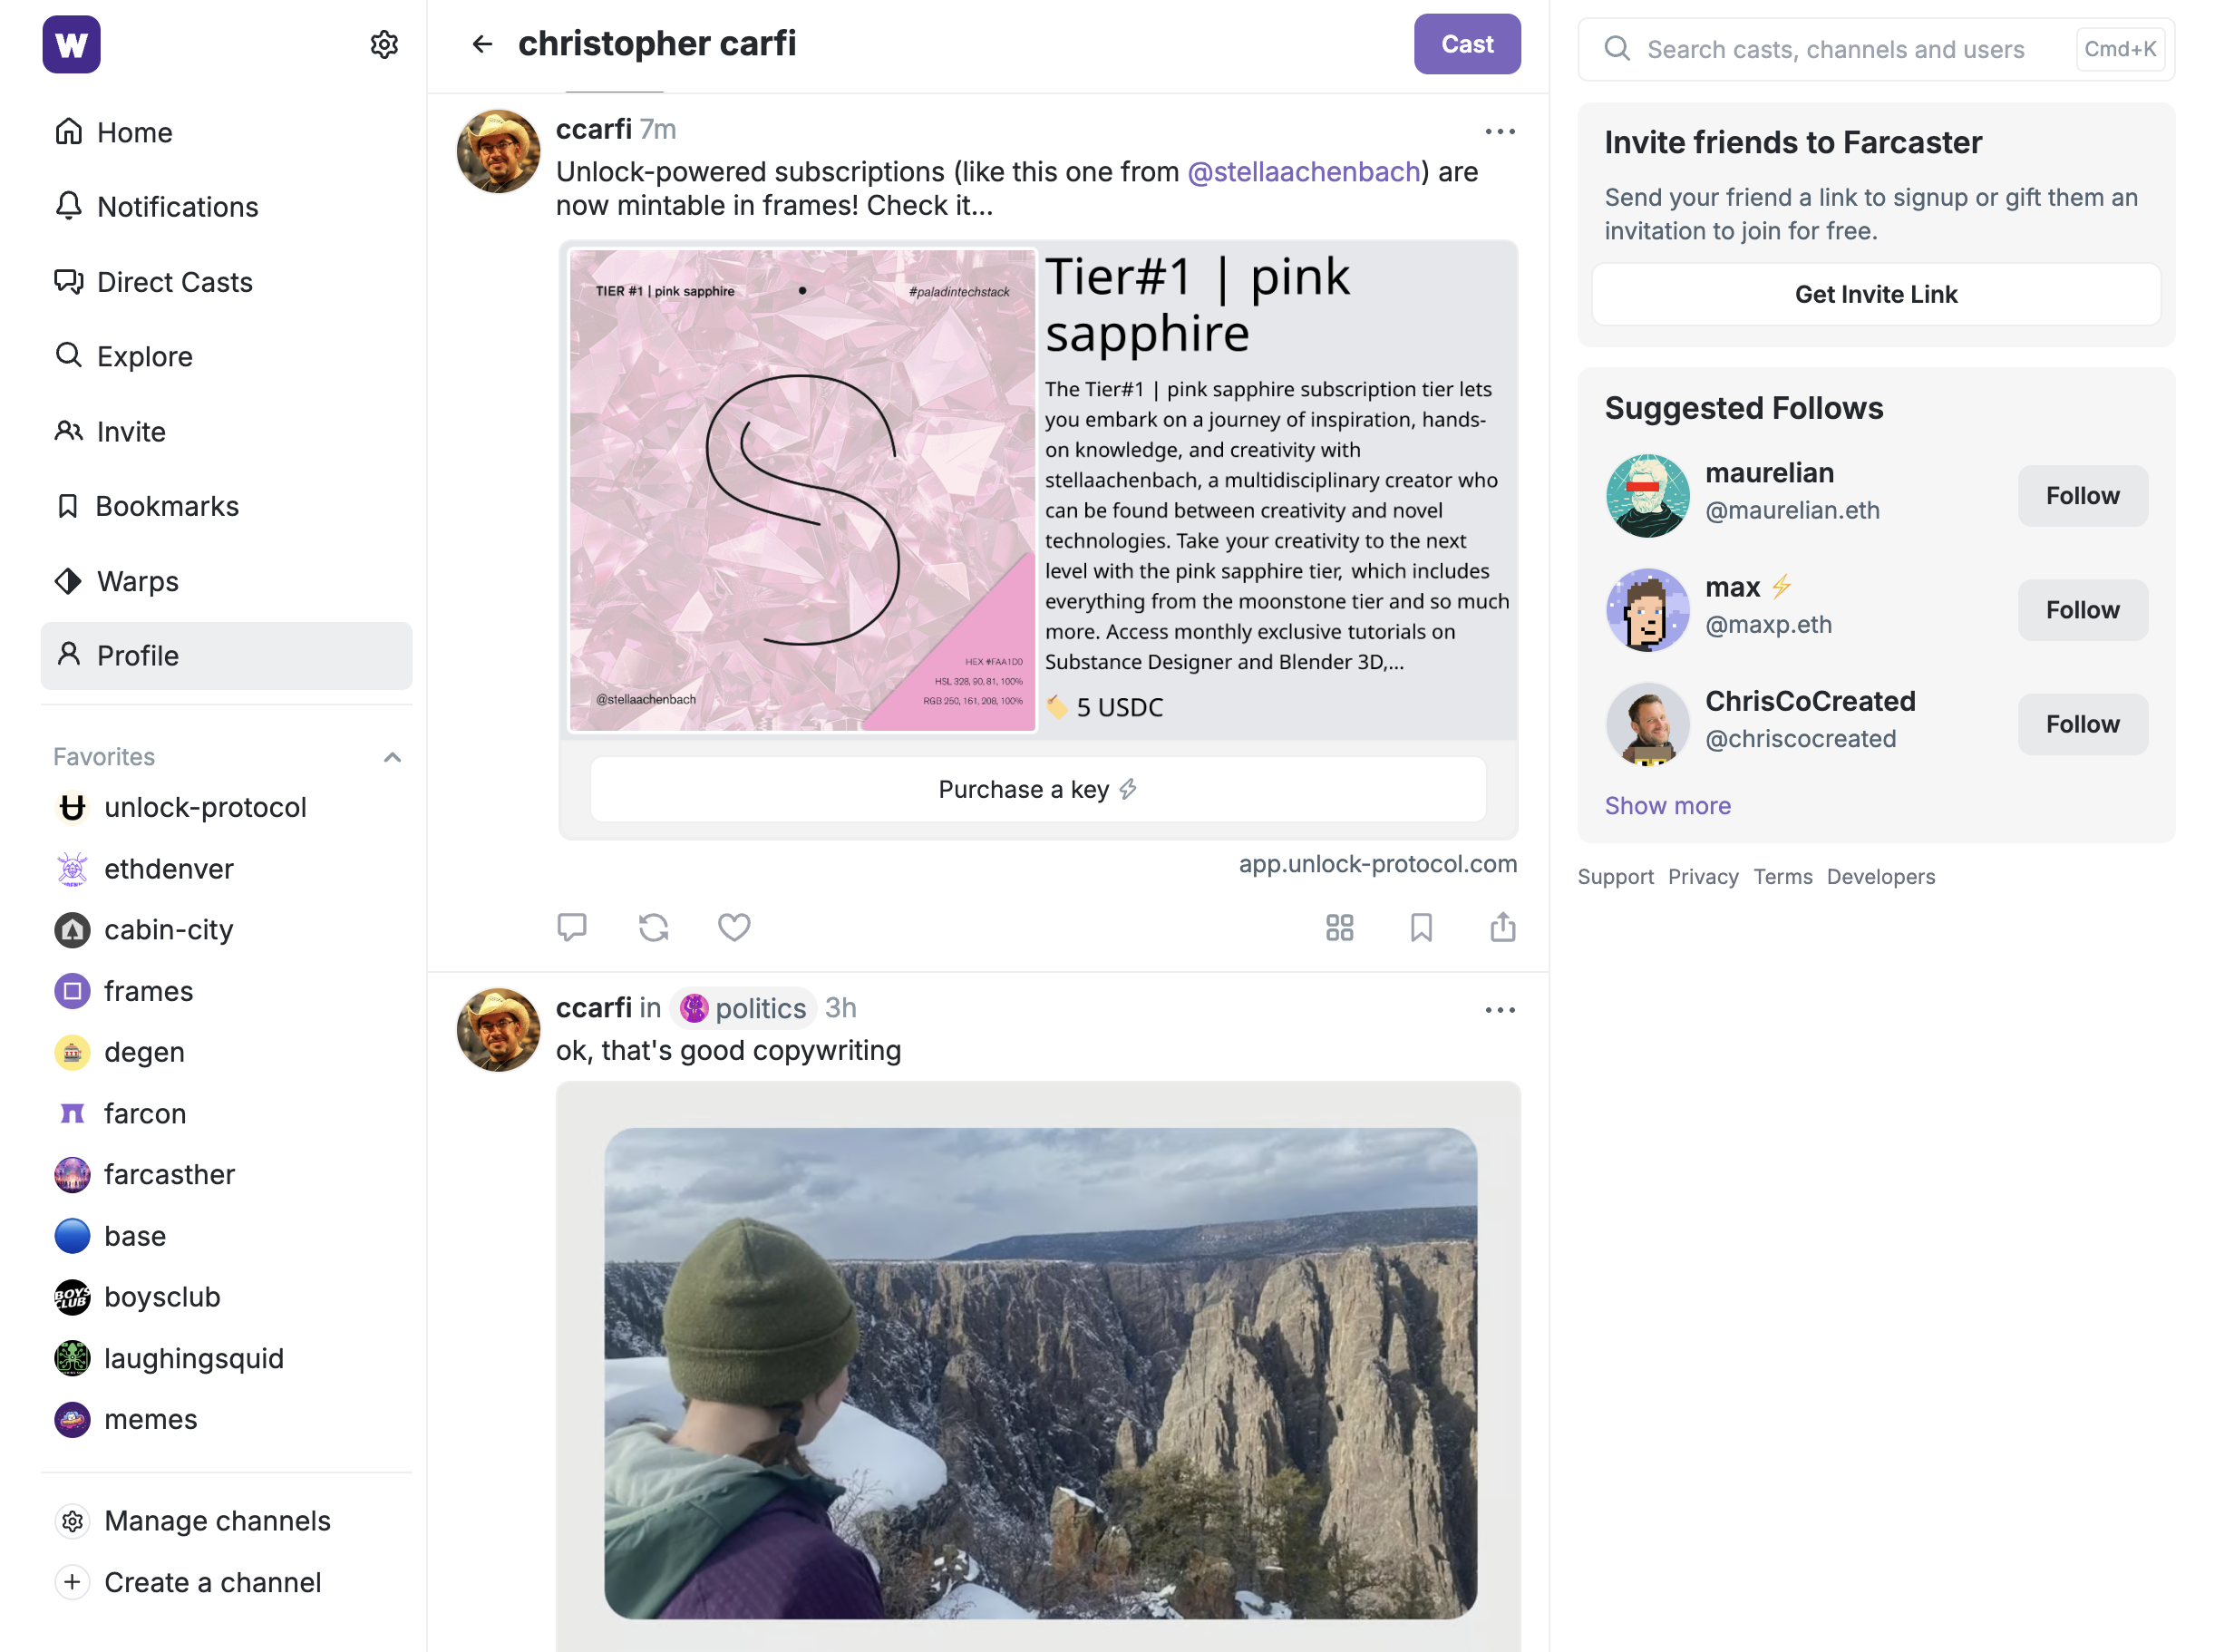 W
Home
Notifications
Direct Casts
Explore
Invite
Bookmarks
Warps
Profile
Favorites
unlock-protocol
ethdenver
cabin-city
frames
degen
farcon
farcasther
base
BOYS
CLUB
boysclub
laughingsquid
memes
Manage channels
Create a channel
christopher carfi
Cast
ccarfi 7m
Unlock-powered subscriptions (like this one from @stellaachenbach) are
now mintable in frames! Check it...
TIER #1 | pink sapphire
#paladintechstack
HEX #FAA1D0
HSL 328, 90, 81, 100%
RGB 250, 161, 208, 100%
@stellaachenbach
Tier#1 | pink
sapphire
The Tier#1 | pink sapphire subscription tier lets
you embark on a journey of inspiration, hands-
on knowledge, and creativity with
stellaachenbach, a multidisciplinary creator who
can be found between creativity and novel
technologies. Take your creativity to the next
level with the pink sapphire tier, which includes
everything from the moonstone tier and so much
more. Access monthly exclusive tutorials on
Substance Designer and Blender 3D,...
5 USDC
Purchase a key
app.unlock-protocol.com
ccarfi in politics 3h
ok, that's good copywriting
Search casts, channels and users
Cmd+K
Invite friends to Farcaster
Send your friend a link to signup or gift them an
invitation to join for free.
Get Invite Link
Suggested Follows
maurelian
@maurelian.eth
Follow
max
@maxp.eth
Follow
ChrisCoCreated
@chriscocreated
Follow
Show more
Support Privacy Terms Developers